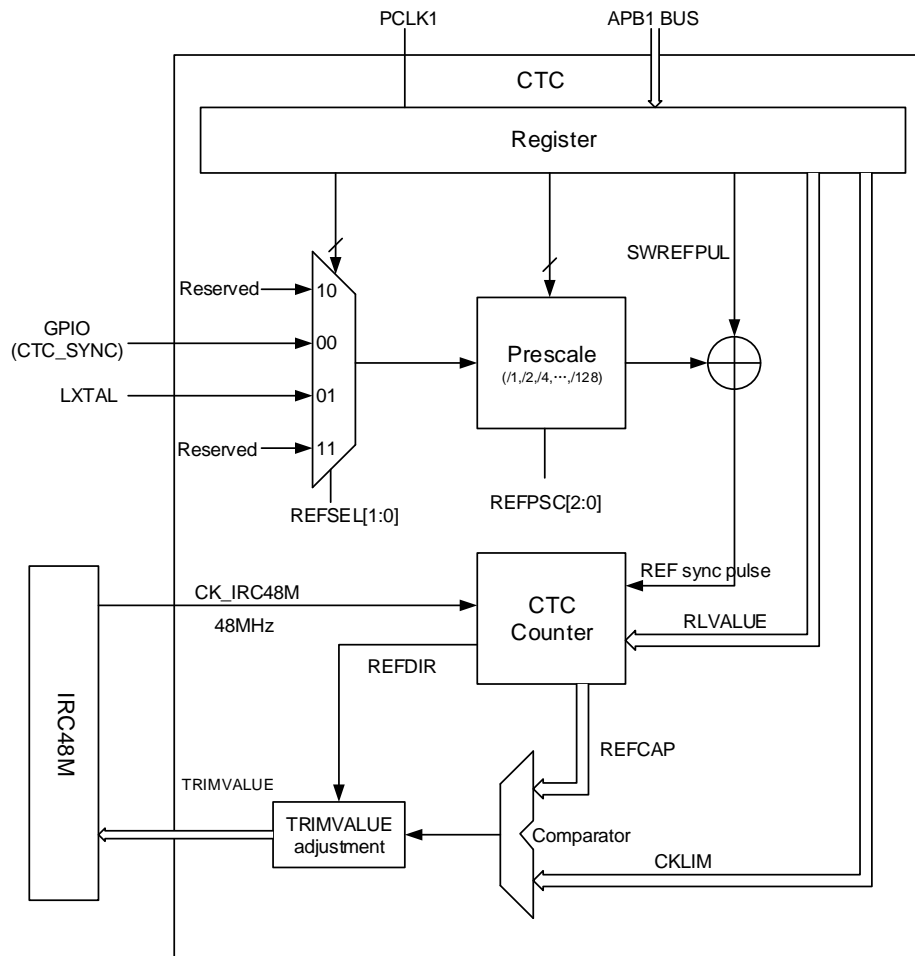 PCLK1
APB1 BUS
CTC
Register
SWREFPUL
Reserved
10
GPIO
(CTC_SYNC)
00
Prescale
(/1,/2,/4,···,/128)
LXTAL
01
Reserved
11
REFSEL[1:0]
REFPSC[2:0]
REF sync pulse
CK_IRC48M
48MHz
CTC
Counter
RLVALUE
REFDIR
IRC48M
REFCAP
TRIMVALUE
TRIMVALUE
adjustment
Comparator
CKLIM